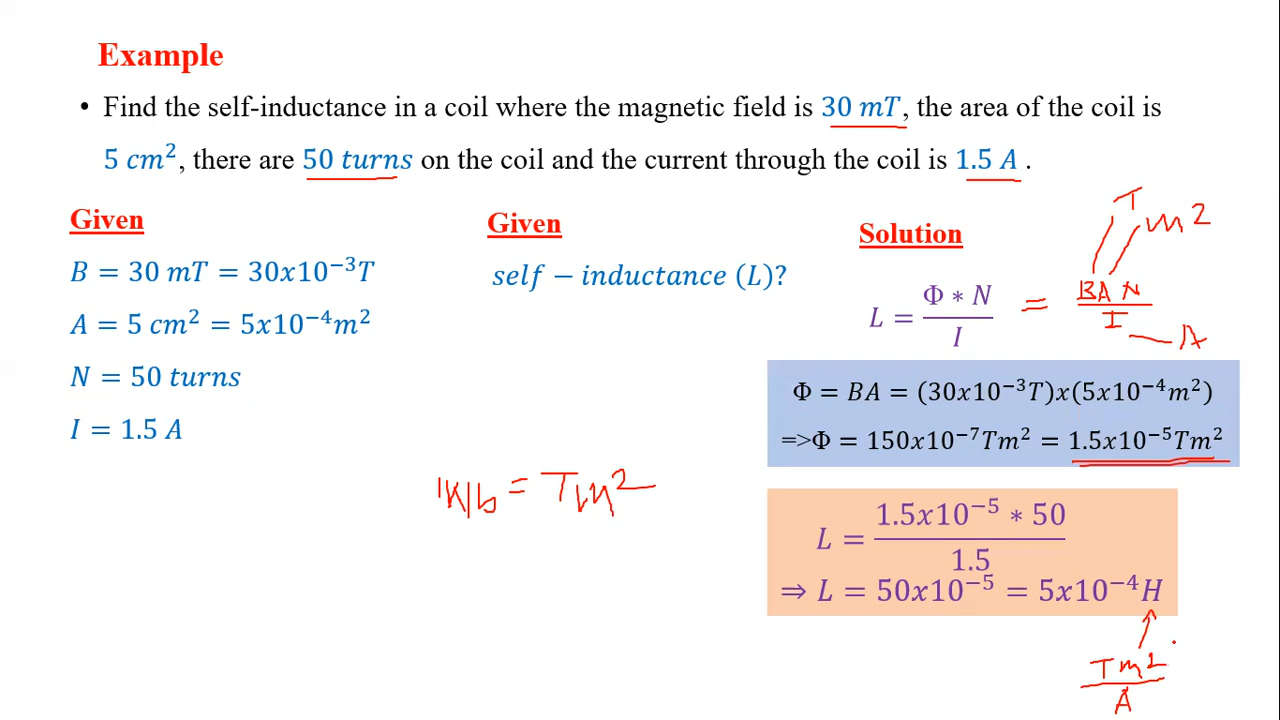 Example
• Find the self-inductance in a coil where the magnetic field is 30 mT, the area of the coil is
5 cm², there are 50 turns on the coil and the current through the coil is 1.5 A .
Given
B = 30 mT = 30x10⁻³T
A = 5 cm² = 5x10⁻⁴m²
N = 50 turns
I = 1.5 A
Given
self − inductance (L)?
Solution
L = Φ ∗ N / I = BAN / I
T m²
A
Φ = BA = (30x10⁻³T)x(5x10⁻⁴m²)
=>Φ = 150x10⁻⁷Tm² = 1.5x10⁻⁵Tm²
1Wb = Tm²
L = 1.5x10⁻⁵ ∗ 50 / 1.5
⇒ L = 50x10⁻⁵ = 5x10⁻⁴H
Tm² / A